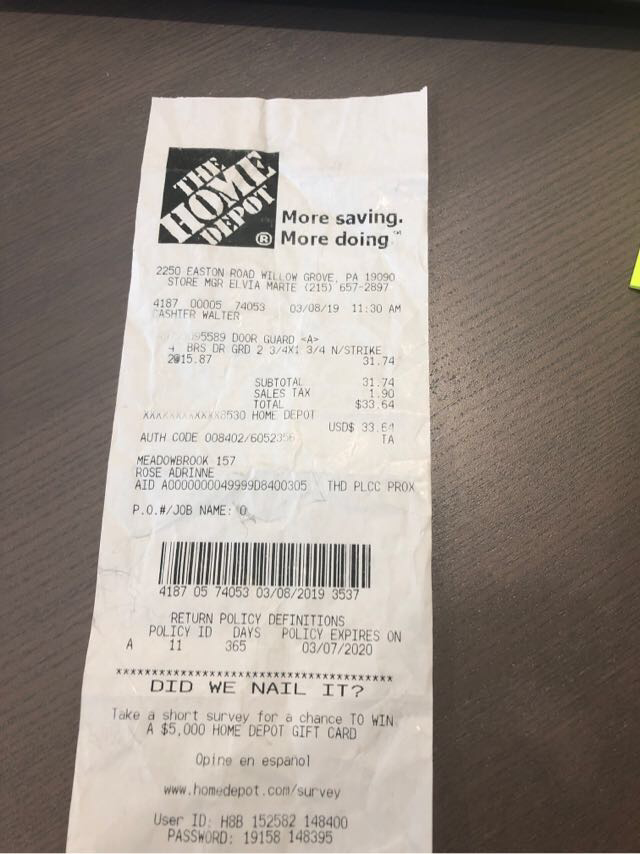 THE
HOME
DEPOT
®
More saving.
More doing.℠
2250 EASTON ROAD WILLOW GROVE, PA 19090
STORE MGR ELVIA MARTE (215) 657-2897
4187 00005 74053 03/08/19 11:30 AM
CASHIER WALTER
DOOR GUARD <A>
BRS DR GRD 2 3/4X1 3/4 N/STRIKE
2@15.87 31.74
SUBTOTAL 31.74
SALES TAX 1.90
TOTAL $33.64
XXXXXXXXXXXX8530 HOME DEPOT
USD$ 33.64
AUTH CODE 008402/6052356 TA
MEADOWBROOK 157
ROSE ADRINNE
AID A0000000049999D8400305 THD PLCC PROX
P.O.#/JOB NAME: 0
4187 05 74053 03/08/2019 3537
RETURN POLICY DEFINITIONS
POLICY ID DAYS POLICY EXPIRES ON
A 11 365 03/07/2020
*****************************************
DID WE NAIL IT?
Take a short survey for a chance TO WIN
A $5,000 HOME DEPOT GIFT CARD
Opine en español
www.homedepot.com/survey
User ID: H8B 152582 148400
PASSWORD: 19158 148395